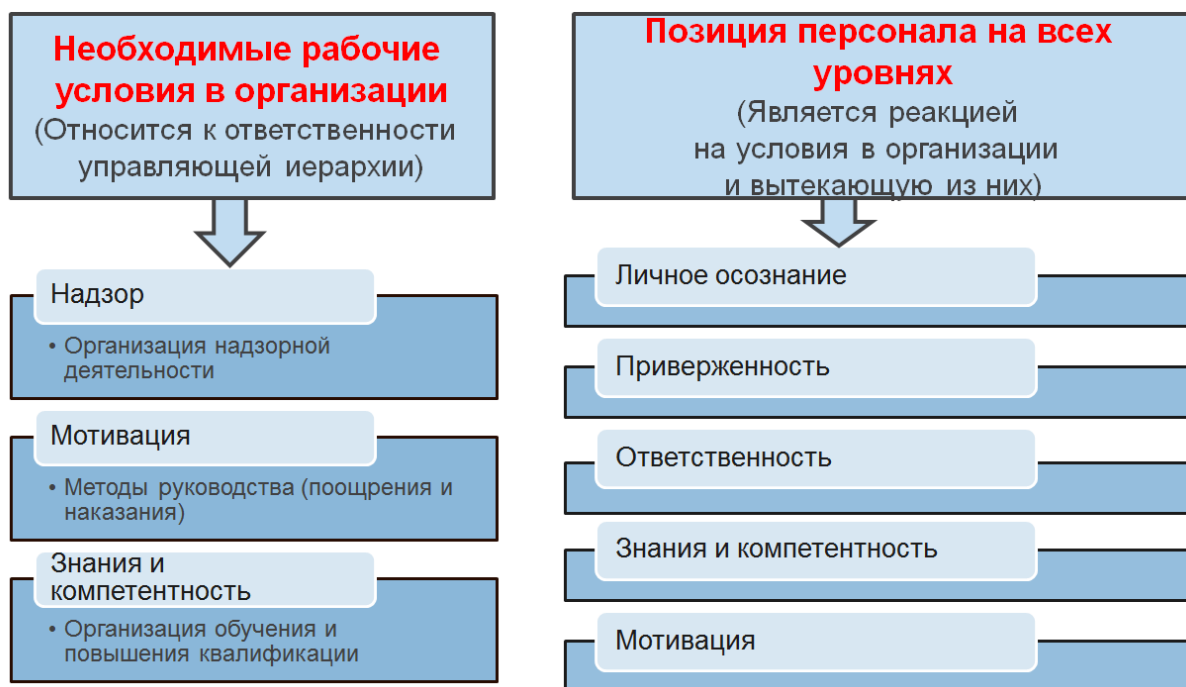 Необходимые рабочие
условия в организации
(Относится к ответственности
управляющей иерархии)
Надзор
• Организация надзорной
деятельности
Мотивация
• Методы руководства (поощрения и
наказания)
Знания и
компетентность
• Организация обучения и
повышения квалификации
Позиция персонала на всех
уровнях
(Является реакцией
на условия в организации
и вытекающую из них)
Личное осознание
Приверженность
Ответственность
Знания и компетентность
Мотивация